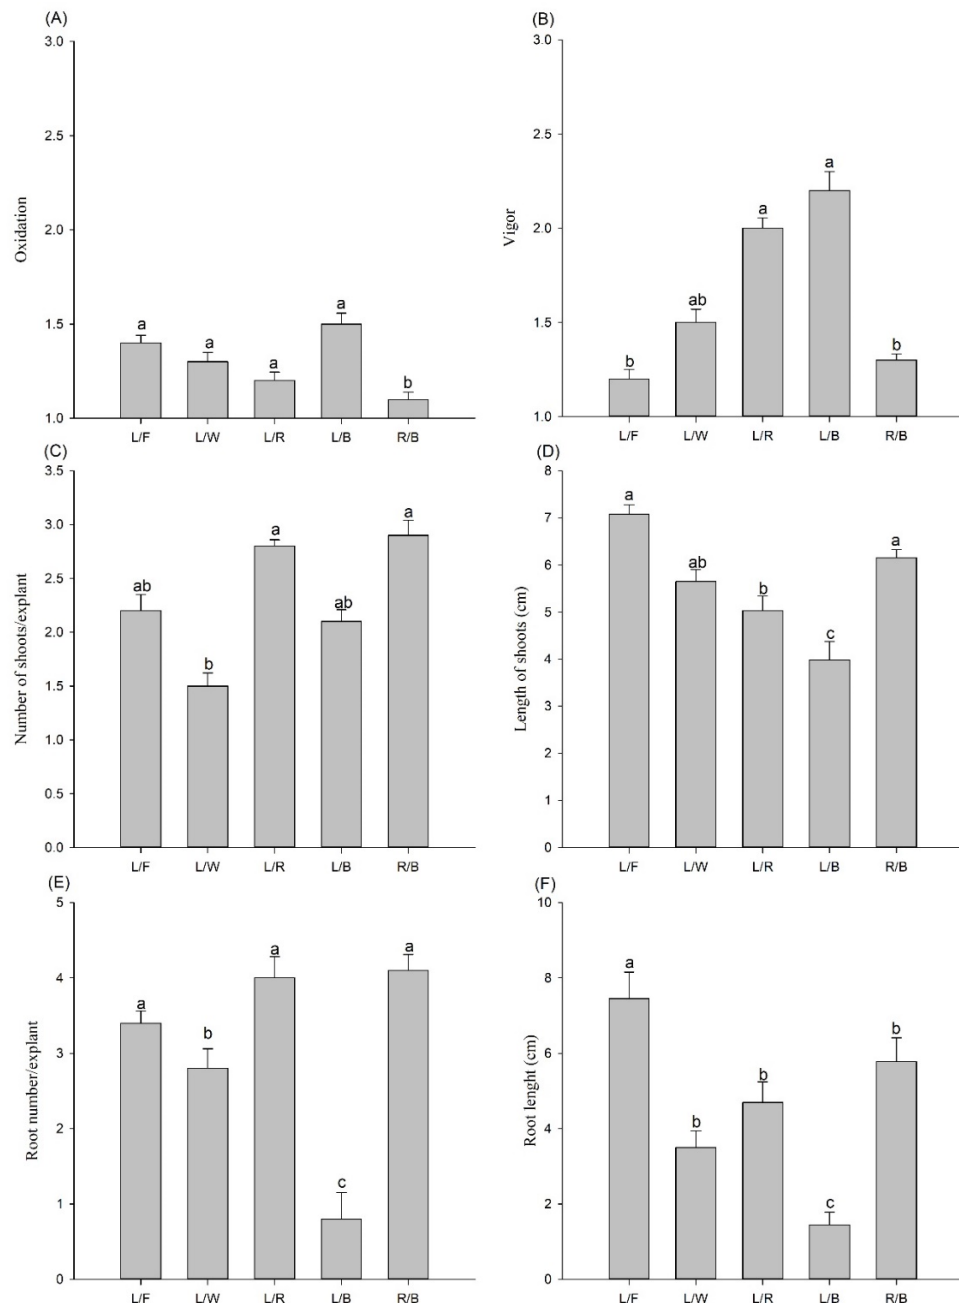 (A)
3.0
2.5
2.0
1.5
1.0
Oxidation
a
a
a
a
b
L/F L/W L/R L/B R/B
(B)
3.0
2.5
2.0
1.5
1.0
Vigor
b
ab
a
a
b
L/F L/W L/R L/B R/B
(C)
3.5
3.0
2.5
2.0
1.5
1.0
0.5
0.0
Number of shoots/explant
ab
b
a
ab
a
L/F L/W L/R L/B R/B
(D)
8
7
6
5
4
3
2
1
0
Length of shoots (cm)
a
ab
b
c
a
L/F L/W L/R L/B R/B
(E)
5
4
3
2
1
0
Root number/explant
a
b
a
c
a
L/F L/W L/R L/B R/B
(F)
10
8
6
4
2
0
Root lenght (cm)
a
b
b
c
b
L/F L/W L/R L/B R/B